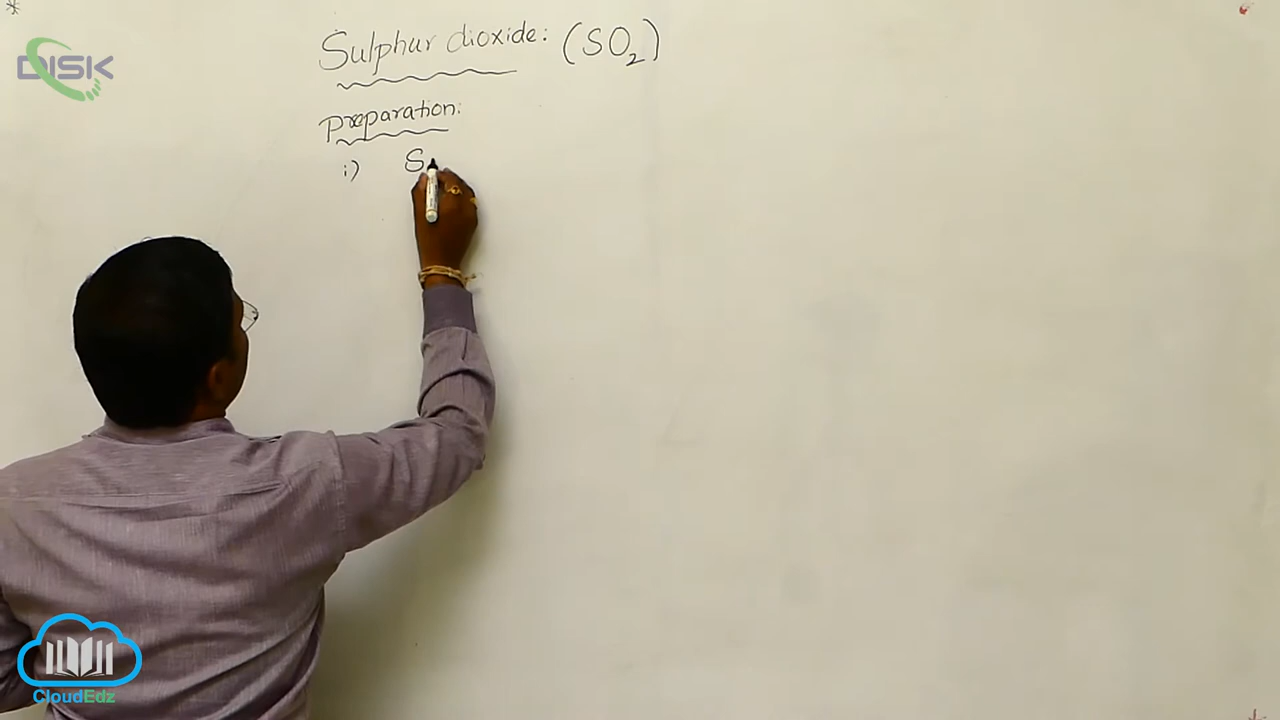 Sulphur dioxide: (SO2)
DISK
preparation:
i) S
CloudEdz